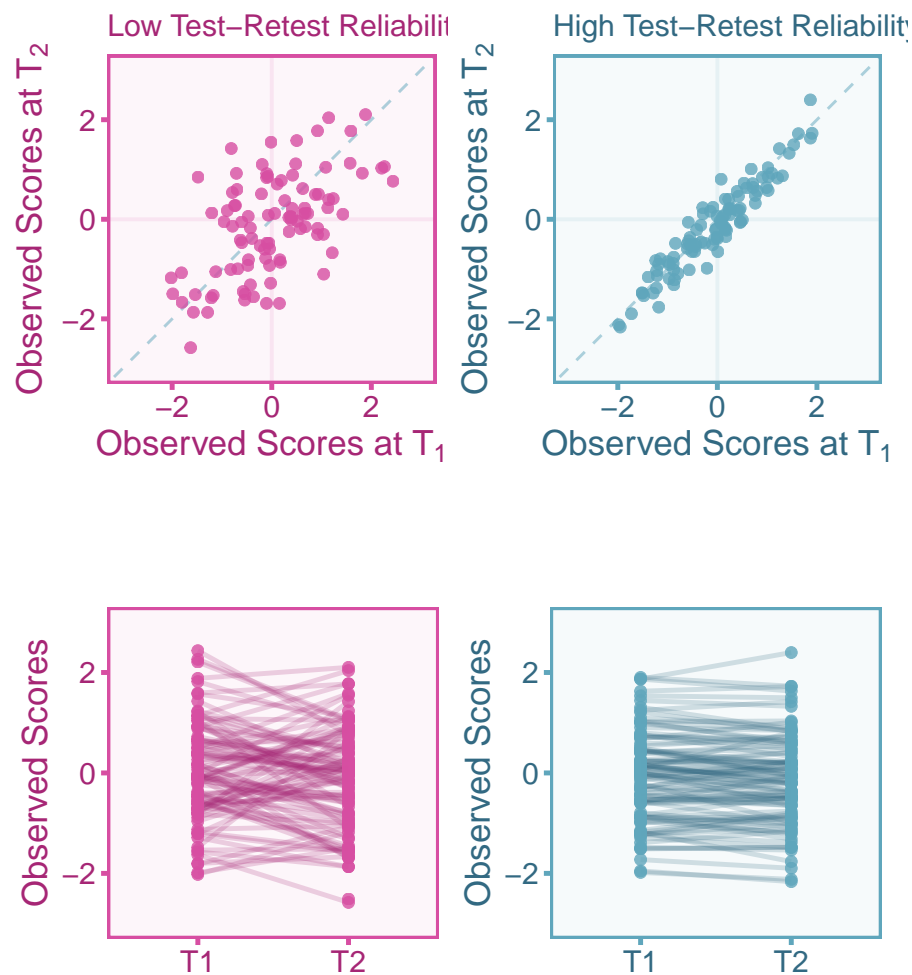 Low Test−Retest Reliabilit
High Test−Retest Reliability
Observed Scores at T2
2
0
−2
−2 0 2
Observed Scores at T1
Observed Scores at T2
2
0
−2
−2 0 2
Observed Scores at T1
Observed Scores
2
0
−2
T1 T2
Observed Scores
2
0
−2
T1 T2